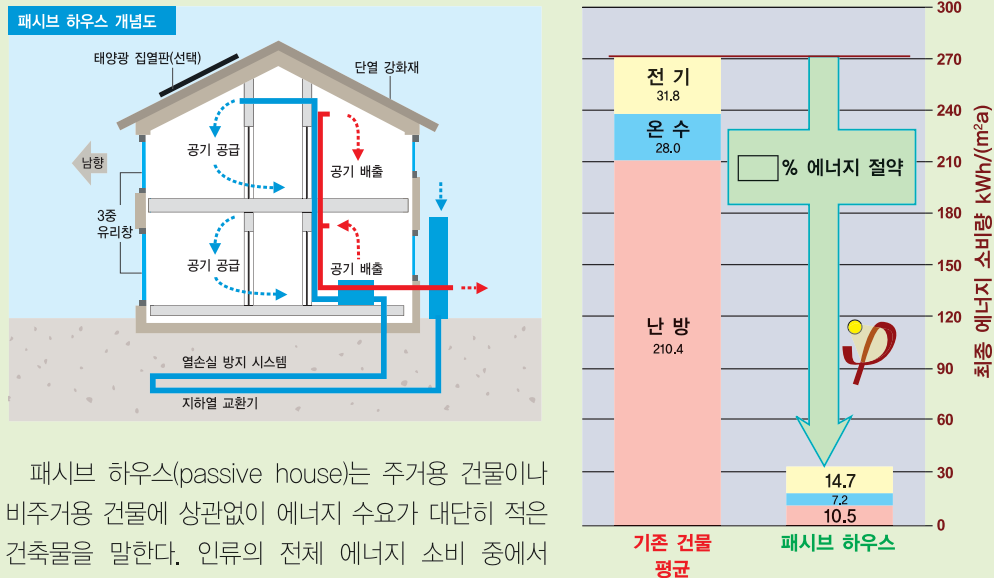 패시브 하우스 개념도
태양광 집열판(선택)
단열 강화재
남향
공기 공급
공기 배출
3중
유리창
공기 공급
공기 배출
열손실 방지 시스템
지하열 교환기
패시브 하우스(passive house)는 주거용 건물이나
비주거용 건물에 상관없이 에너지 수요가 대단히 적은
건축물을 말한다. 인류의 전체 에너지 소비 중에서
전기
31.8
온수
28.0
난방
210.4
% 에너지 절약
14.7
7.2
10.5
기존 건물
평균
패시브 하우스
300
270
240
210
180
150
120
90
60
30
0
최종 에너지 소비량 kWh/(m²a)